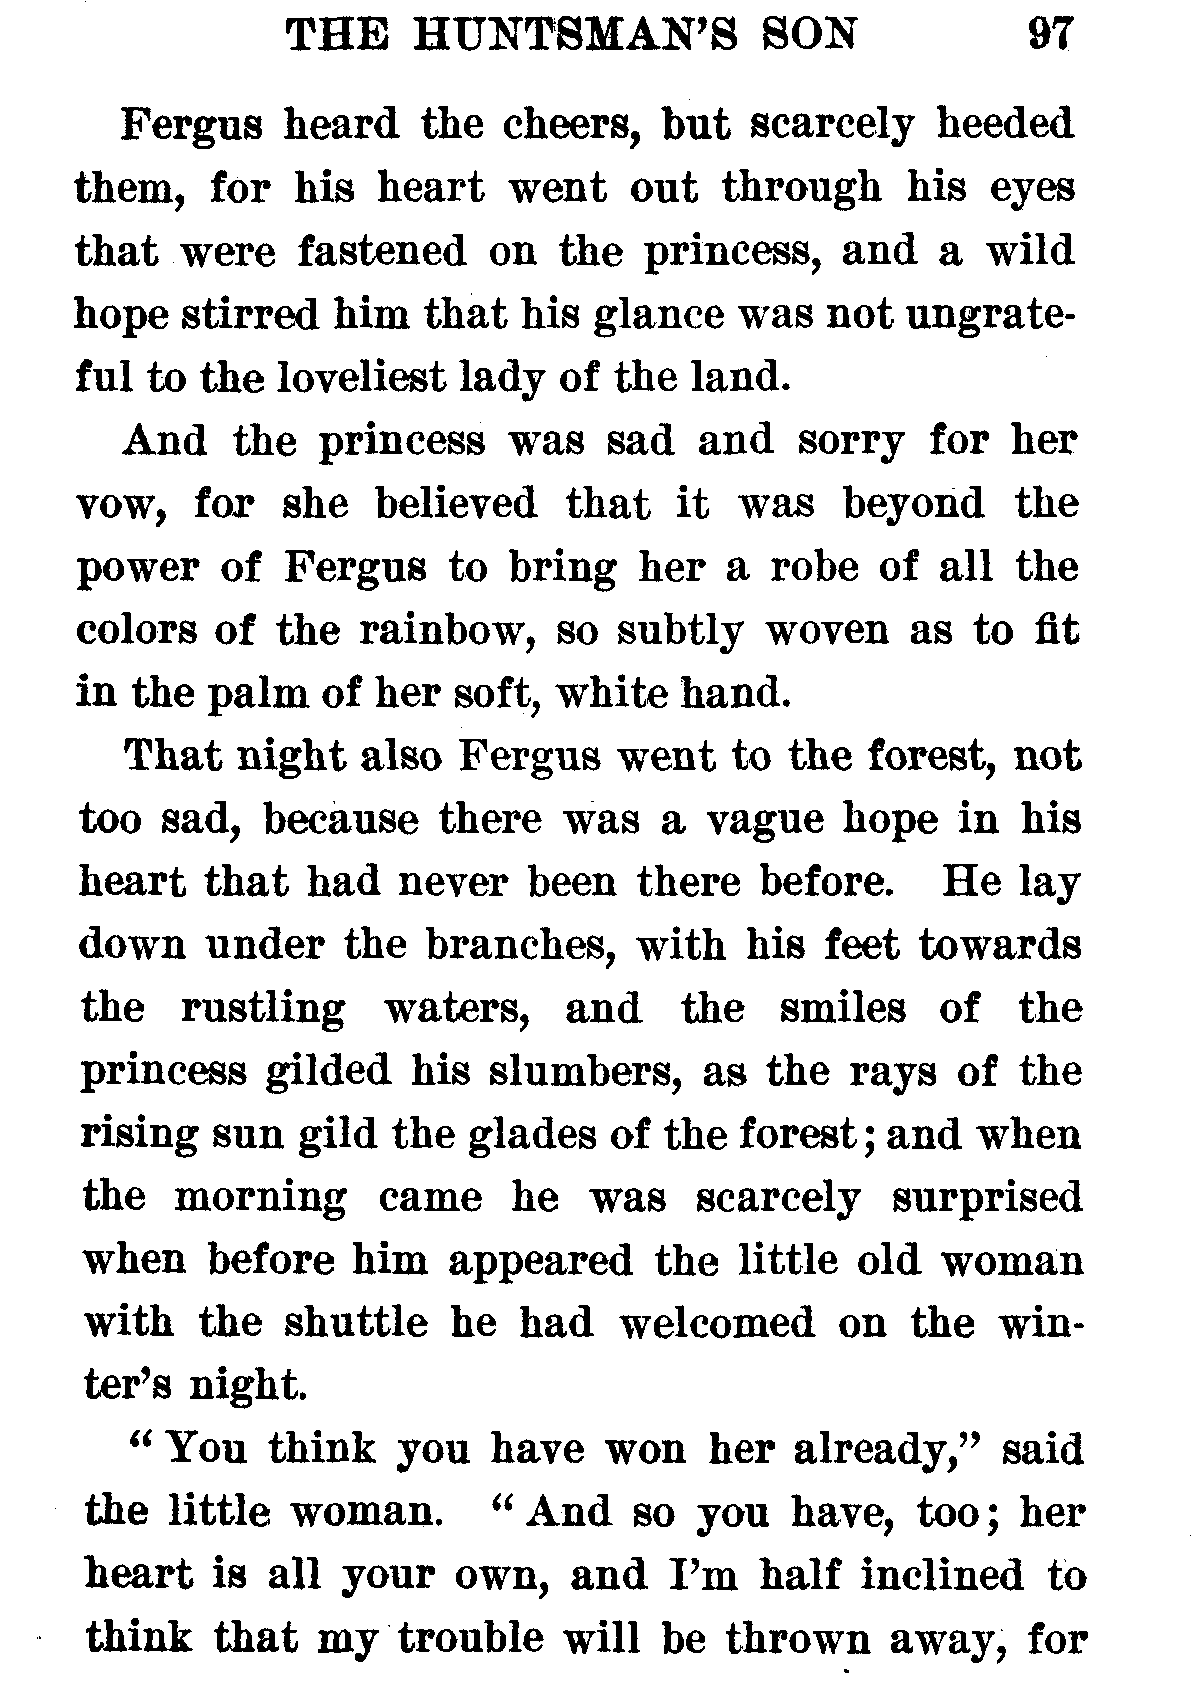 THE HUNTSMAN'S SON 97
Fergus heard the cheers, but scarcely heeded
them, for his heart went out through his eyes
that were fastened on the princess, and a wild
hope stirred him that his glance was not ungrate-
ful to the loveliest lady of the land.
And the princess was sad and sorry for her
vow, for she believed that it was beyond the
power of Fergus to bring her a robe of all the
colors of the rainbow, so subtly woven as to fit
in the palm of her soft, white hand.
That night also Fergus went to the forest, not
too sad, because there was a vague hope in his
heart that had never been there before. He lay
down under the branches, with his feet towards
the rustling waters, and the smiles of the
princess gilded his slumbers, as the rays of the
rising sun gild the glades of the forest; and when
the morning came he was scarcely surprised
when before him appeared the little old woman
with the shuttle he had welcomed on the win-
ter's night.
"You think you have won her already," said
the little woman. "And so you have, too; her
heart is all your own, and I'm half inclined to
think that my trouble will be thrown away, for